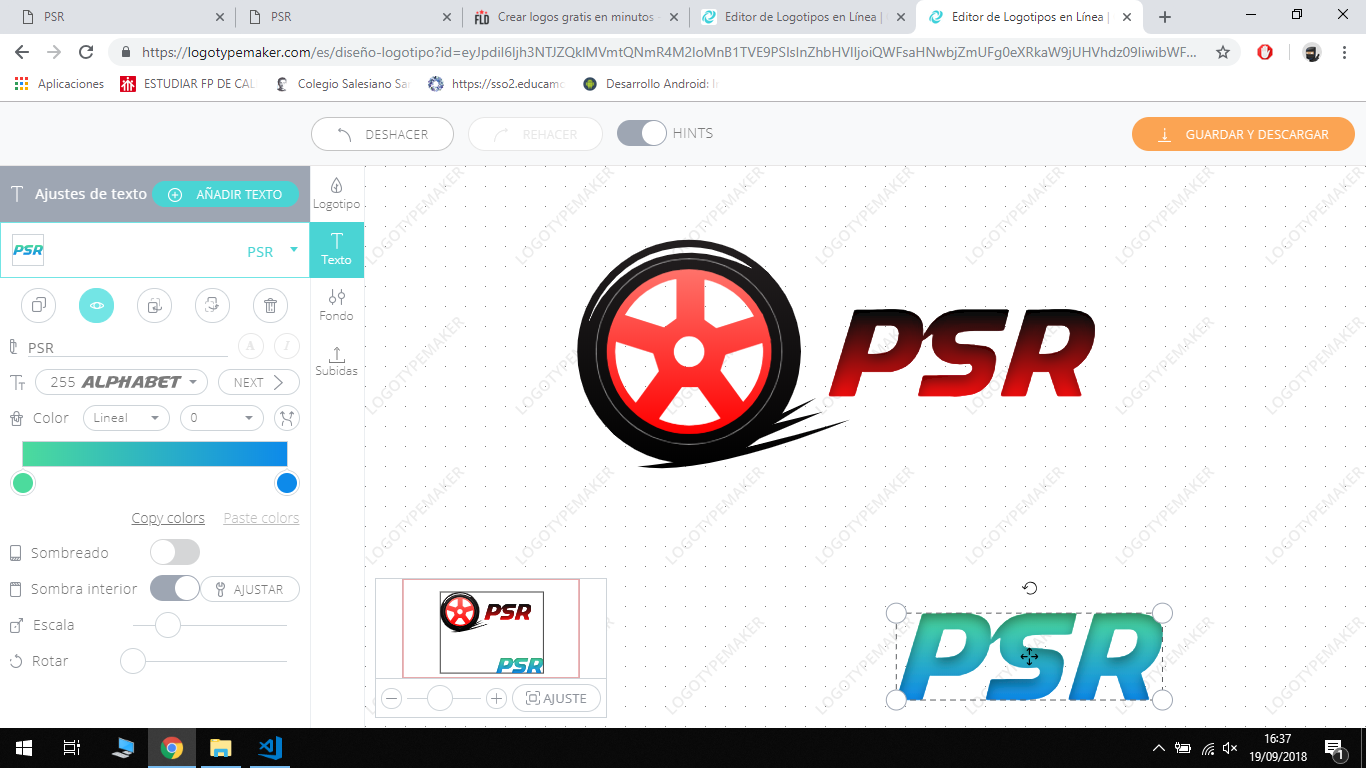 PSR
PSR
Crear logos gratis en minutos
Editor de Logotipos en Línea |
Editor de Logotipos en Línea |
https://logotypemaker.com/es/diseño-logotipo?id=
Aplicaciones
ESTUDIAR FP DE CAL
Colegio Salesiano Sa
https://sso2.educamo
Desarrollo Android: I
DESHACER
REHACER
HINTS
GUARDAR Y DESCARGAR
Ajustes de texto
AÑADIR TEXTO
Logotipo
PSR
PSR
Texto
Fondo
PSR
A
I
Subidas
255 ALPHABET
NEXT
Color
Lineal
0
Copy colors
Paste colors
Sombreado
Sombra interior
AJUSTAR
Escala
Rotar
PSR
PSR
PSR
PSR
AJUSTE
LOGOTYPEMAKER
16:37
19/09/2018
1